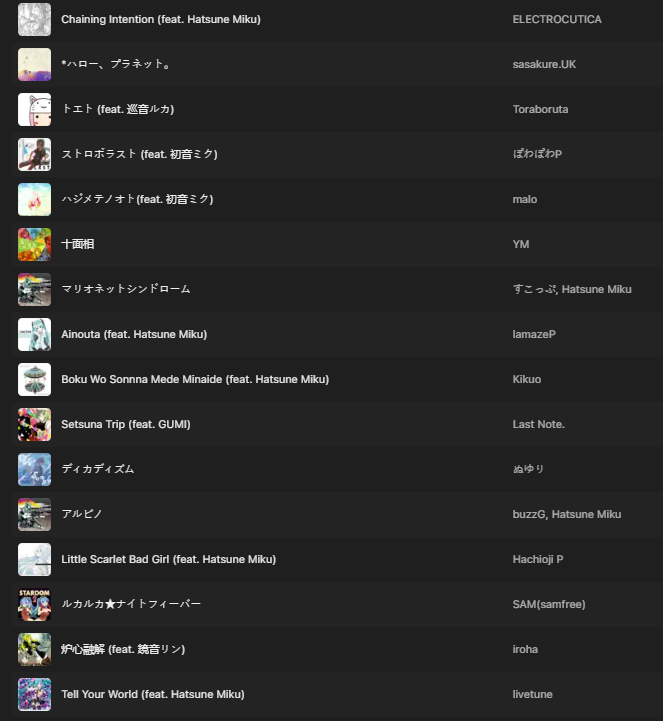 Chaining Intention (feat. Hatsune Miku) ELECTROCUTICA
*ハロー、プラネット。 sasakure.UK
トエト (feat. 巡音ルカ) Toraboruta
ストロボラスト (feat. 初音ミク) ぽわぽわP
ハジメテノオト(feat. 初音ミク) malo
十面相 YM
マリオネットシンドローム すこっぷ, Hatsune Miku
Ainouta (feat. Hatsune Miku) lamazeP
Boku Wo Sonnna Mede Minaide (feat. Hatsune Miku) Kikuo
Setsuna Trip (feat. GUMI) Last Note.
ディカディズム ぬゆり
アルビノ buzzG, Hatsune Miku
Little Scarlet Bad Girl (feat. Hatsune Miku) Hachioji P
STARDOM
ルカルカ★ナイトフィーバー SAM(samfree)
炉心融解 (feat. 鏡音リン) iroha
Tell Your World (feat. Hatsune Miku) livetune